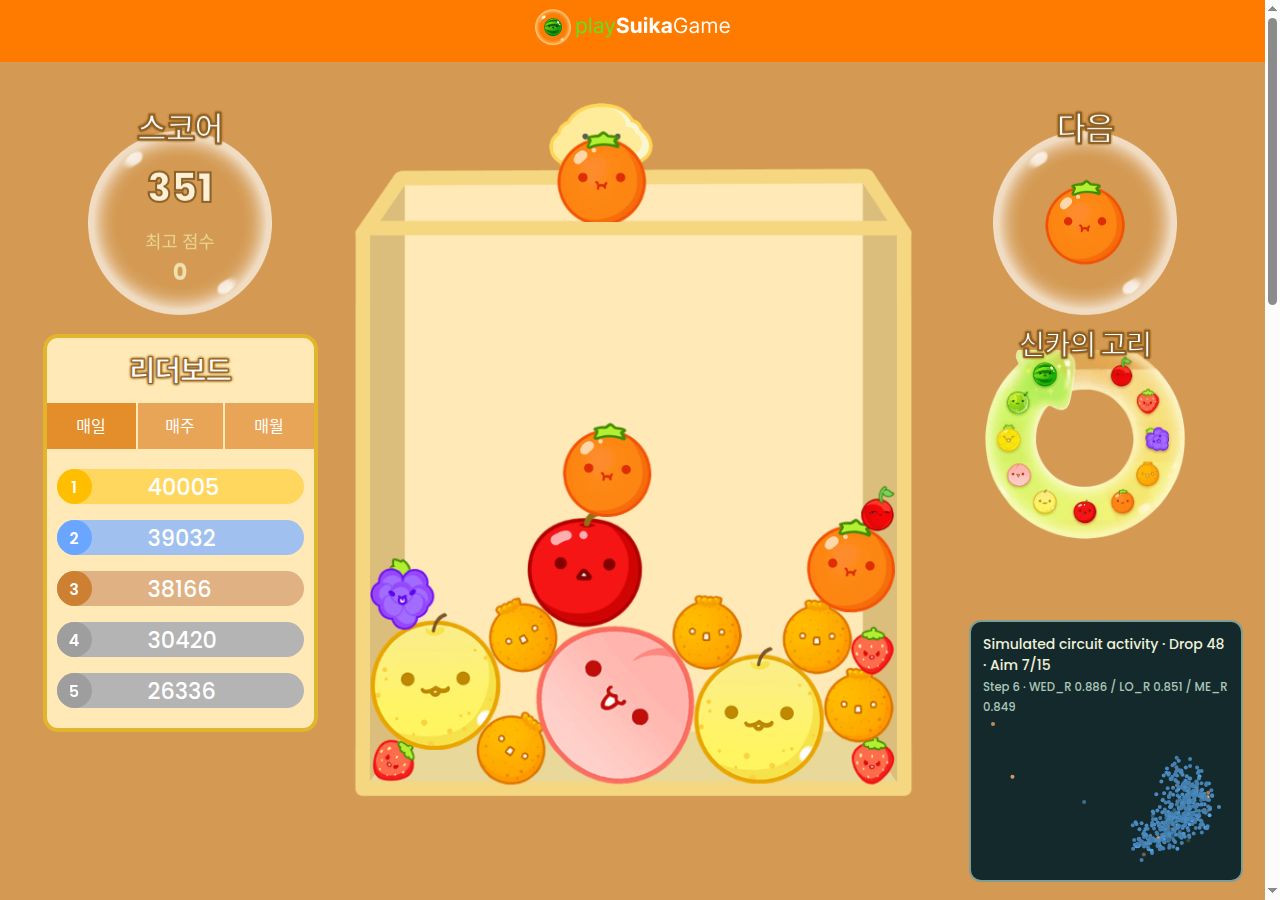 playSuikaGame
스코어
351
최고 점수
0
리더보드
매일 매주 매월
1 40005
2 39032
3 38166
4 30420
5 26336
다음
신카의 고리
Simulated circuit activity · Drop 48
· Aim 7/15
Step 6 · WED_R 0.886 / LO_R 0.851 / ME_R
0.849